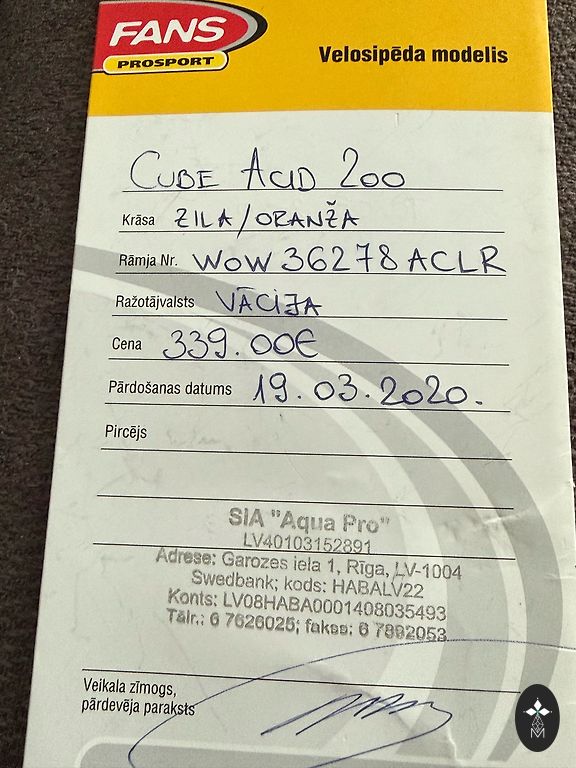 FANS
PROSPORT
Velosipēda modelis
CUBE ACID 200
Krāsa ZILA/ORANŽA
Rāmja Nr. WOW36278ACLR
Ražotājvalsts VĀCIJA
Cena 339.00€
Pārdošanas datums 19.03.2020.
Pircējs
SIA "Aqua Pro"
LV40103152891
Adrese: Garozes iela 1, Rīga, LV-1004
Swedbank; kods: HABALV22
Konts: LV08HABA0001408035493
Tālr.: 6 7626025; fakss: 6 7892053
Veikala zīmogs,
pārdevēja paraksts
M